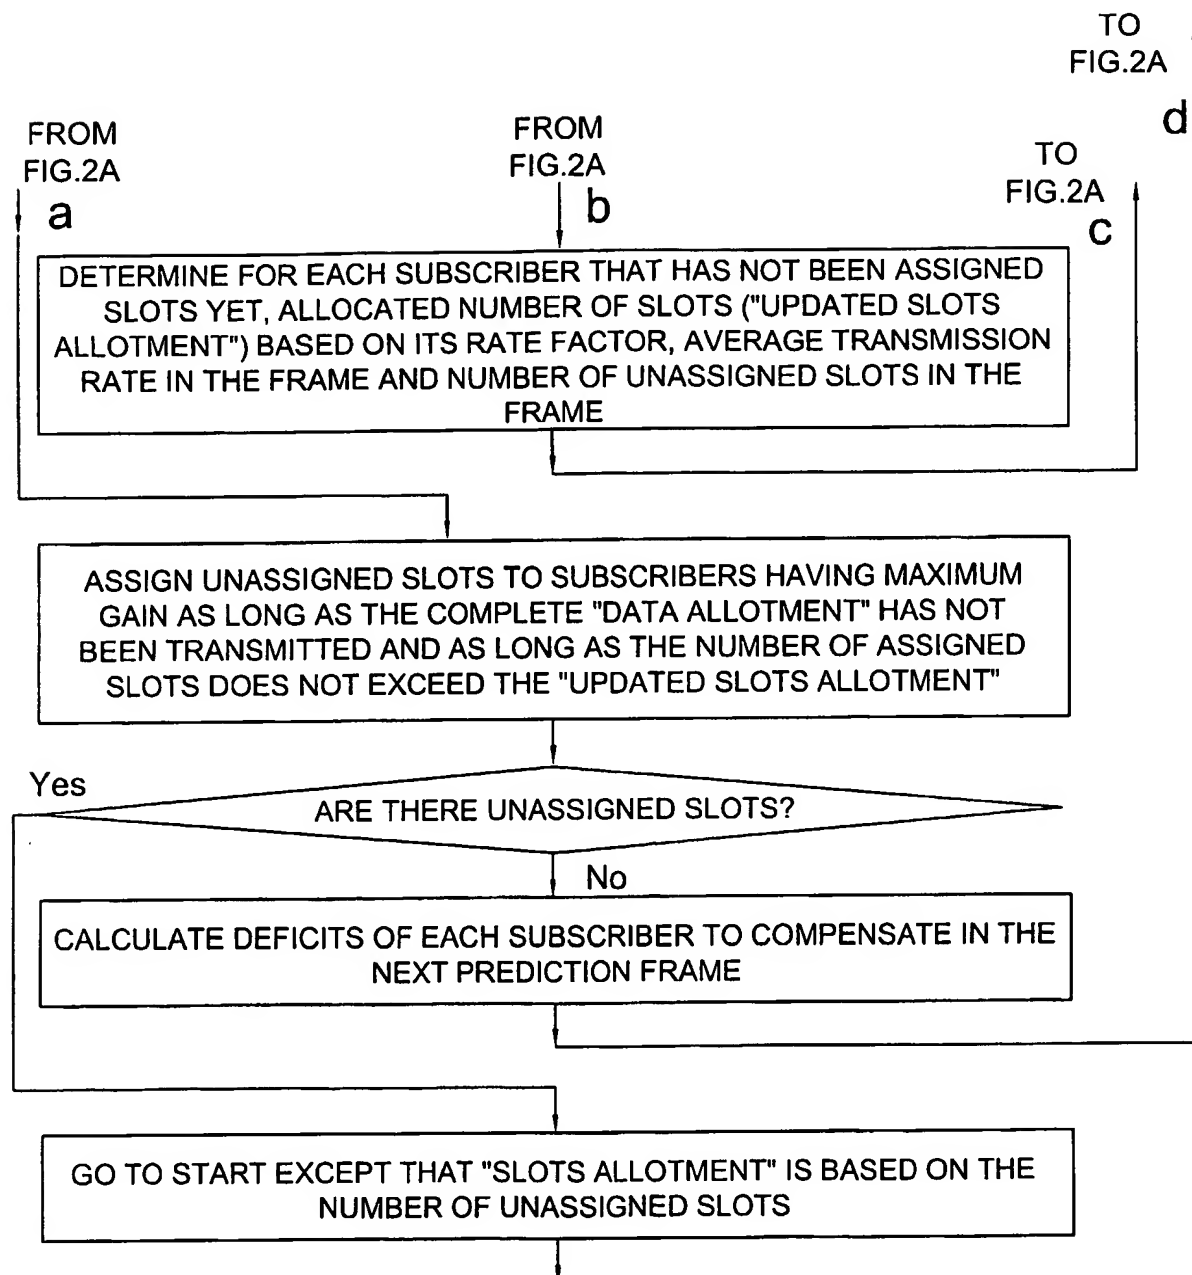 TO
FIG.2A
d
FROM
FIG.2A
a
FROM
FIG.2A
b
TO
FIG.2A
c
DETERMINE FOR EACH SUBSCRIBER THAT HAS NOT BEEN ASSIGNED
SLOTS YET, ALLOCATED NUMBER OF SLOTS ("UPDATED SLOTS
ALLOTMENT") BASED ON ITS RATE FACTOR, AVERAGE TRANSMISSION
RATE IN THE FRAME AND NUMBER OF UNASSIGNED SLOTS IN THE
FRAME
ASSIGN UNASSIGNED SLOTS TO SUBSCRIBERS HAVING MAXIMUM
GAIN AS LONG AS THE COMPLETE "DATA ALLOTMENT" HAS NOT
BEEN TRANSMITTED AND AS LONG AS THE NUMBER OF ASSIGNED
SLOTS DOES NOT EXCEED THE "UPDATED SLOTS ALLOTMENT"
Yes
ARE THERE UNASSIGNED SLOTS?
No
CALCULATE DEFICITS OF EACH SUBSCRIBER TO COMPENSATE IN THE
NEXT PREDICTION FRAME
GO TO START EXCEPT THAT "SLOTS ALLOTMENT" IS BASED ON THE
NUMBER OF UNASSIGNED SLOTS